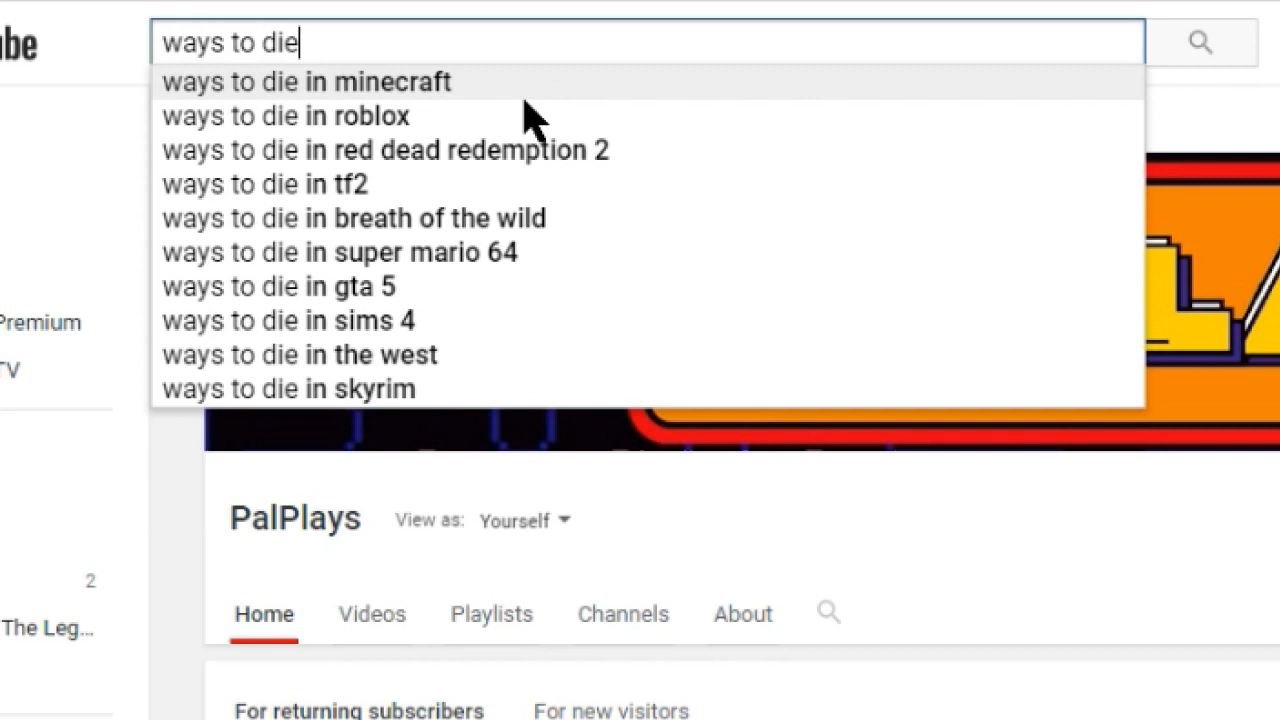 be
ways to die
ways to die in minecraft
ways to die in roblox
ways to die in red dead redemption 2
ways to die in tf2
ways to die in breath of the wild
ways to die in super mario 64
ways to die in gta 5
ways to die in sims 4
ways to die in the west
ways to die in skyrim
Premium
TV
PalPlays View as: Yourself
2
The Leg...
Home Videos Playlists Channels About
For returning subscribers For new visitors